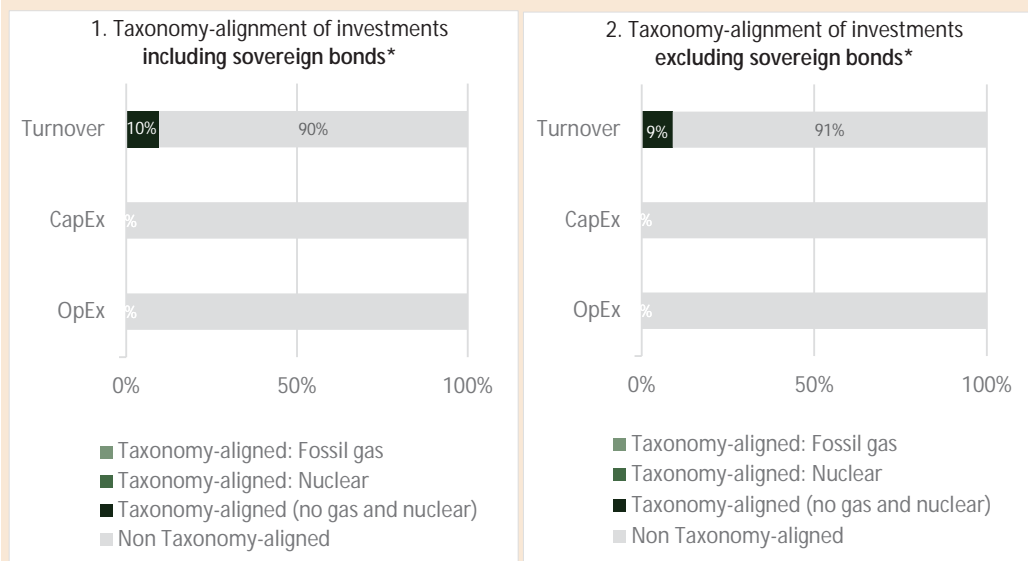 1. Taxonomy-alignment of investments
including sovereign bonds*
Turnover
10%
90%
CapEx
%
OpEx
%
0%
50%
100%
Taxonomy-aligned: Fossil gas
Taxonomy-aligned: Nuclear
Taxonomy-aligned (no gas and nuclear)
Non Taxonomy-aligned
2. Taxonomy-alignment of investments
excluding sovereign bonds*
Turnover
9%
91%
CapEx
%
OpEx
%
0%
50%
100%
Taxonomy-aligned: Fossil gas
Taxonomy-aligned: Nuclear
Taxonomy-aligned (no gas and nuclear)
Non Taxonomy-aligned